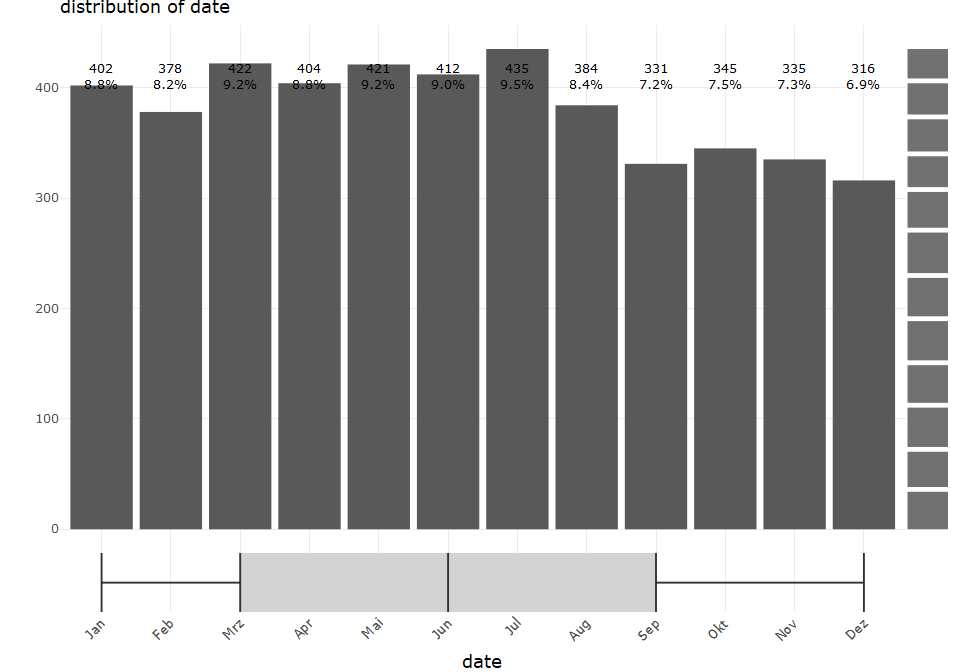 distribution of date
402 378 422 404 421 412 435 384 331 345 335 316
8.8% 8.2% 9.2% 8.8% 9.2% 9.0% 9.5% 8.4% 7.2% 7.5% 7.3% 6.9%
400
300
200
100
0
Jan Feb Mrz Apr Mai Jun Jul Aug Sep Okt Nov Dez
date